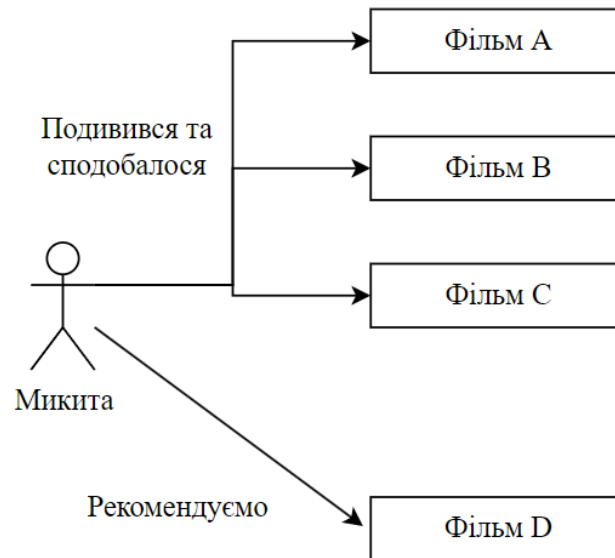 Фільм А
Подивився та
сподобалося
Фільм В
Фільм С
Микита
Рекомендуємо
Фільм D